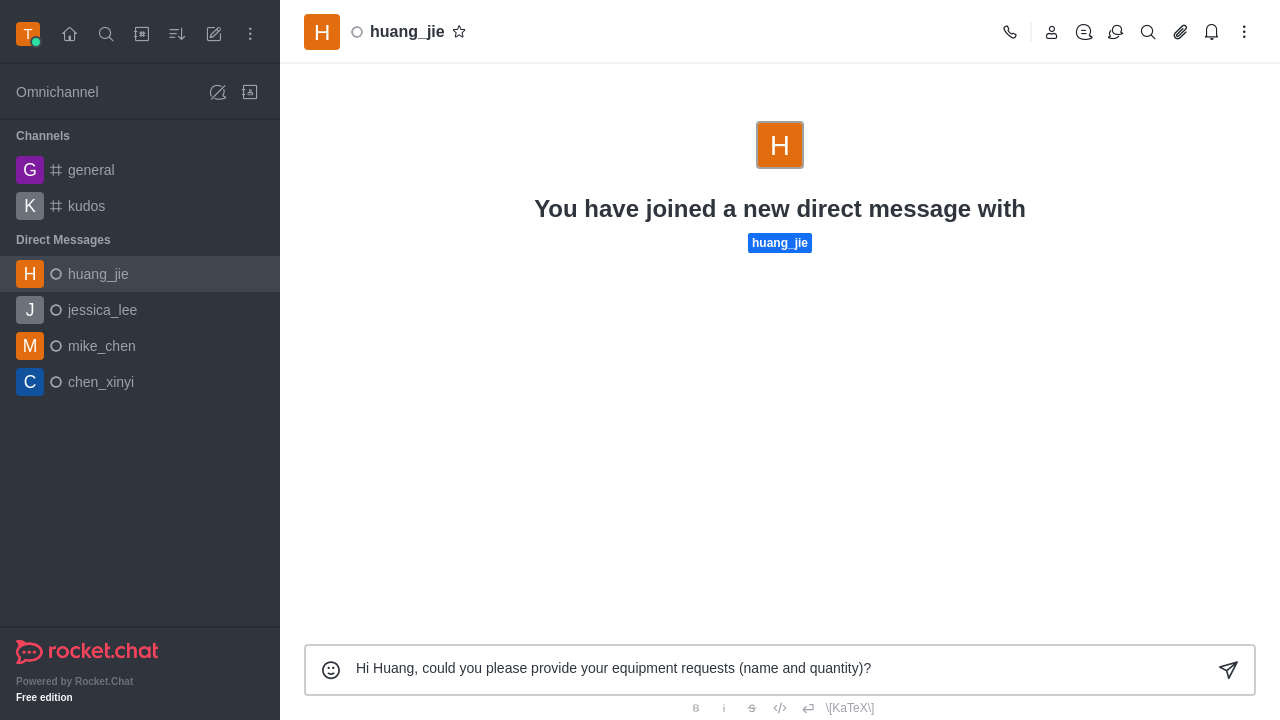 T
Omnichannel
Channels
G general
K kudos
Direct Messages
H huang_jie
J jessica_lee
M mike_chen
C chen_xinyi
rocket.chat
Powered by Rocket.Chat
Free edition
H huang_jie
H
You have joined a new direct message with
huang_jie
Hi Huang, could you please provide your equipment requests (name and quantity)?
B i S \[KaTeX\]